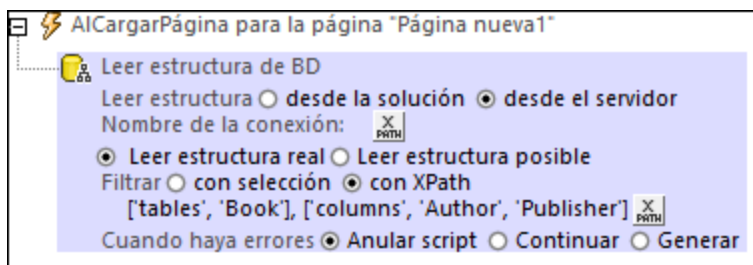 AlCargarPágina para la página "Página nueva1"
Leer estructura de BD
Leer estructura desde la solución desde el servidor
Nombre de la conexión: X PATH
Leer estructura real Leer estructura posible
Filtrar con selección con XPath
['tables', 'Book'], ['columns', 'Author', 'Publisher'] X PATH
Cuando haya errores Anular script Continuar Generar